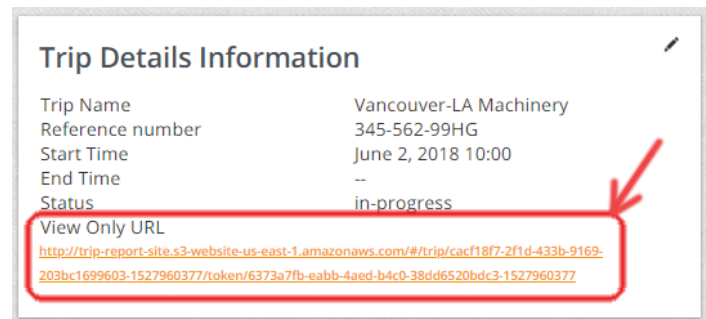 Trip Details Information
Trip Name Vancouver-LA Machinery
Reference number 345-562-99HG
Start Time June 2, 2018 10:00
End Time --
Status in-progress
View Only URL
http://trip-report-site.s3-website-us-east-1.amazonaws.com/#/trip/cacf18f7-2f1d-433b-9169-
203bc1699603-1527960377/token/6373a7fb-eabb-4aed-b4c0-38dd6520bdc3-1527960377